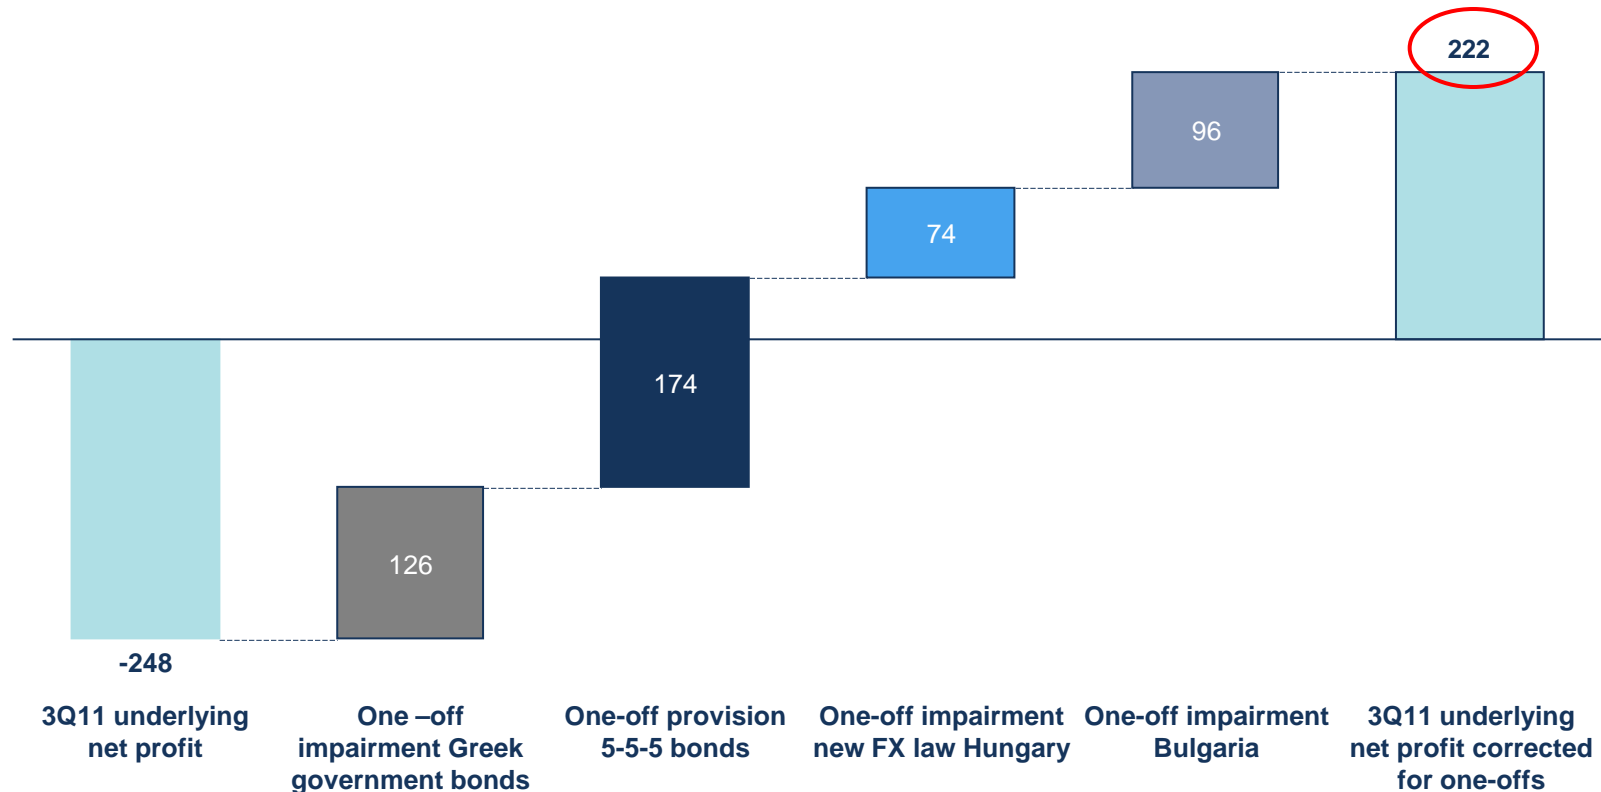 222
96
74
174
126
-248
3Q11 underlying
net profit
One –off
impairment Greek
government bonds
One-off provision
5-5-5 bonds
One-off impairment
new FX law Hungary
One-off impairment
Bulgaria
3Q11 underlying
net profit corrected
for one-offs